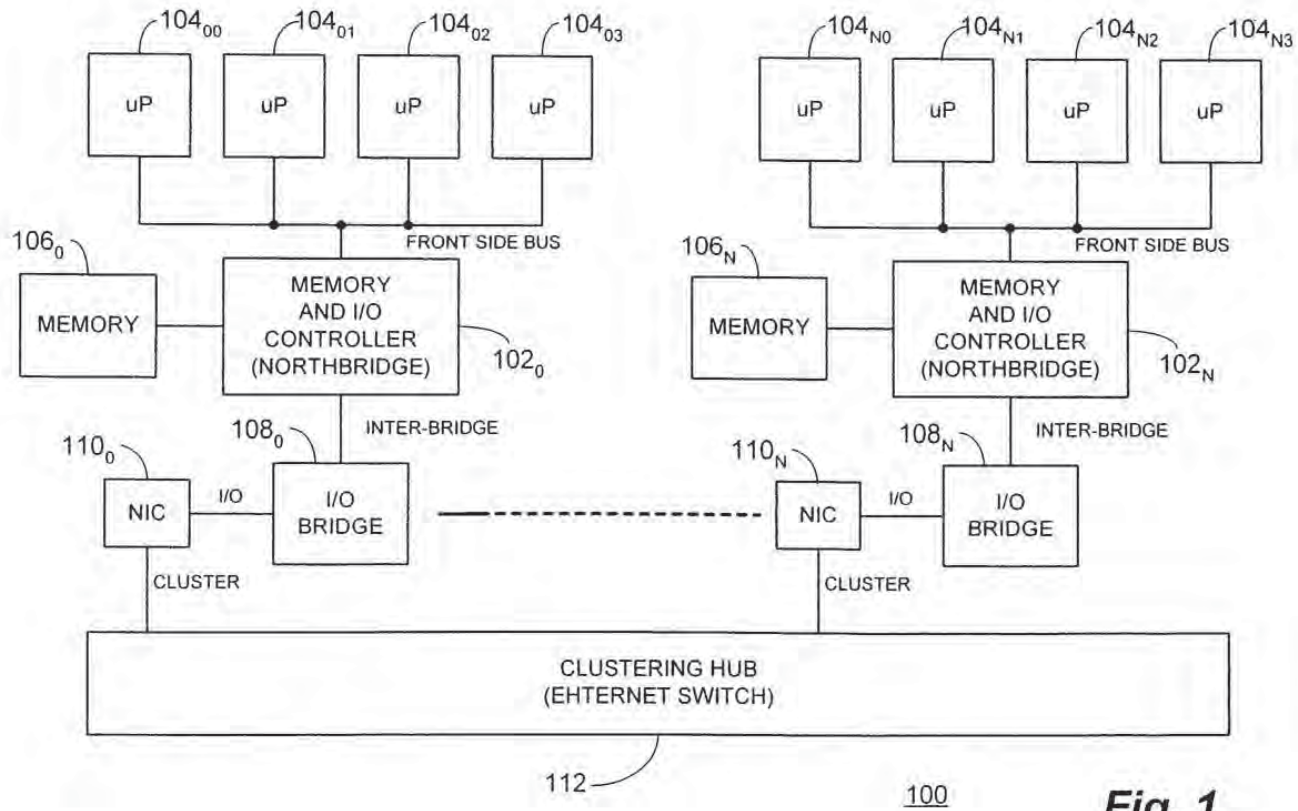 104₀₀ 104₀₁ 104₀₂ 104₀₃ 104N0 104N1 104N2 104N3
uP uP uP uP uP uP uP uP
FRONT SIDE BUS FRONT SIDE BUS
106₀ 106N
MEMORY
MEMORY
AND I/O
CONTROLLER
(NORTHBRIDGE)
102₀
MEMORY
MEMORY
AND I/O
CONTROLLER
(NORTHBRIDGE)
102N
INTER-BRIDGE INTER-BRIDGE
110₀ 108₀ 110N 108N
NIC I/O
I/O
BRIDGE
NIC I/O
I/O
BRIDGE
CLUSTER CLUSTER
CLUSTERING HUB
(EHTERNET SWITCH)
112
100
Fig. 1